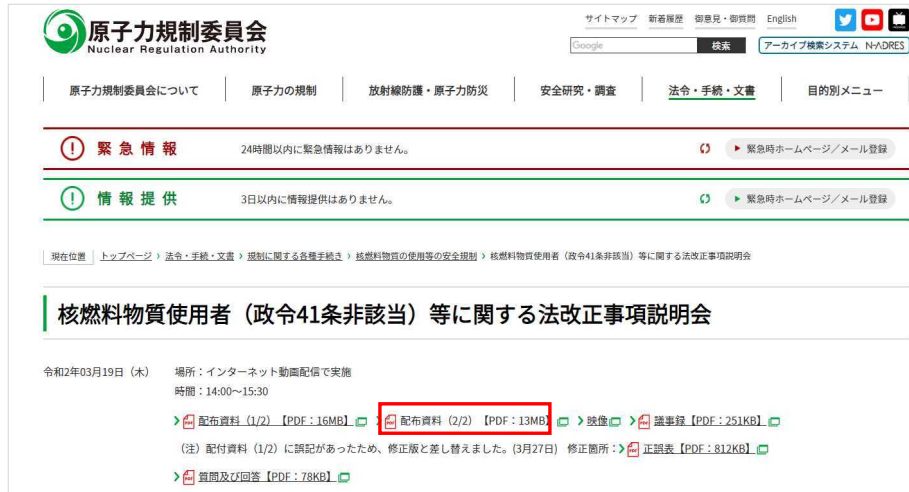 原子力規制委員会
Nuclear Regulation Authority
サイトマップ 新着履歴 御意見・御質問 English
Google 検索 アーカイブ検索システム N-ADRES
原子力規制委員会について 原子力の規制 放射線防護・原子力防災 安全研究・調査 法令・手続・文書 目的別メニュー
緊急情報 24時間以内に緊急情報はありません。 緊急時ホームページ／メール登録
情報提供 3日以内に情報提供はありません。 緊急時ホームページ／メール登録
現在位置 トップページ › 法令・手続・文書 › 規制に関する各種手続き › 核燃料物質の使用等の安全規制 › 核燃料物質使用者（政令41条非該当）等に関する法改正事項説明会
核燃料物質使用者（政令41条非該当）等に関する法改正事項説明会
令和2年03月19日（木） 場所：インターネット動画配信で実施
時間：14:00～15:30
配布資料（1/2）【PDF：16MB】 配布資料（2/2）【PDF：13MB】 映像 議事録【PDF：251KB】
（注）配付資料（1/2）に誤記があったため、修正版と差し替えました。(3月27日) 修正箇所： 正誤表【PDF：812KB】
質問及び回答【PDF：78KB】